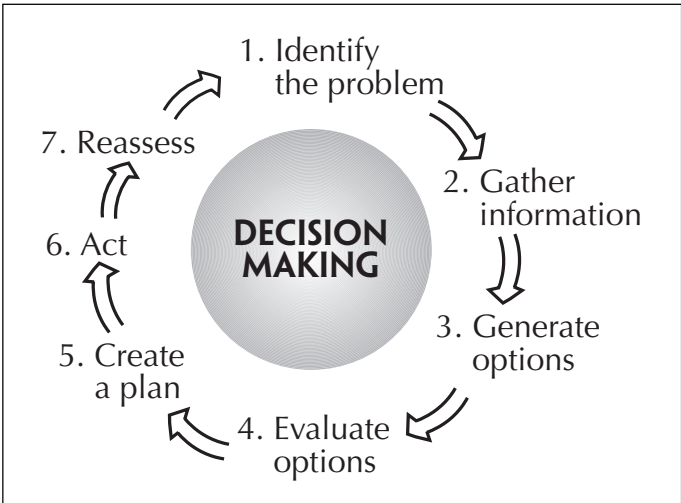 1. Identify
the problem
2. Gather
information
3. Generate
options
4. Evaluate
options
5. Create
a plan
6. Act
7. Reassess
DECISION
MAKING